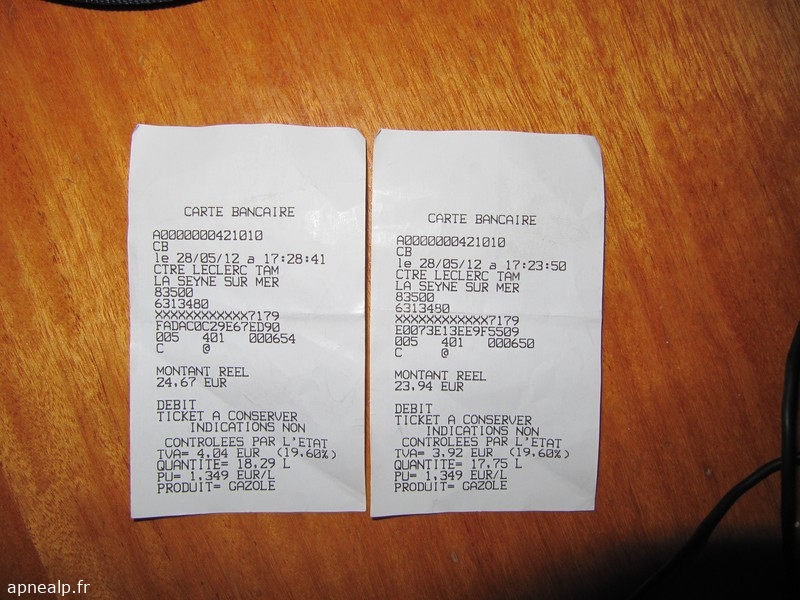 CARTE BANCAIRE
A0000000421010
CB
le 28/05/12 a 17:28:41
CTRE LECLERC TAM
LA SEYNE SUR MER
83500
6313480
XXXXXXXXXXXX7179
FADAC0C29E67ED90
005 401 000654
C @
MONTANT REEL
24.67 EUR
DEBIT
TICKET A CONSERVER
INDICATIONS NON
CONTROLEES PAR L'ETAT
TVA= 4.04 EUR (19.60%)
QUANTITE= 18.29 L
PU= 1.349 EUR/L
PRODUIT= GAZOLE
CARTE BANCAIRE
A0000000421010
CB
le 28/05/12 a 17:23:50
CTRE LECLERC TAM
LA SEYNE SUR MER
83500
6313480
XXXXXXXXXXXX7179
E0073E13EE9F5509
005 401 000650
C @
MONTANT REEL
23.94 EUR
DEBIT
TICKET A CONSERVER
INDICATIONS NON
CONTROLEES PAR L'ETAT
TVA= 3.92 EUR (19.60%)
QUANTITE= 17.75 L
PU= 1.349 EUR/L
PRODUIT= GAZOLE
apnealp.fr